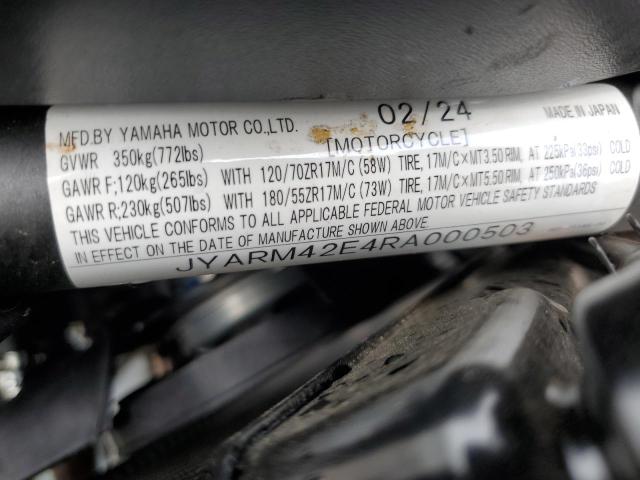 MFD.BY YAMAHA MOTOR CO.,LTD. 02/24 MADE IN JAPAN
GVWR 350kg(772lbs) [MOTORCYCLE]
GAWR F;120kg(265lbs) WITH 120/70ZR17M/C (58W) TIRE, 17M/C×MT3.50 RIM, AT 225kPa(33psi) COLD
GAWR R;230kg(507lbs) WITH 180/55ZR17M/C (73W) TIRE, 17M/C×MT5.50 RIM, AT 250kPa(36psi) COLD
THIS VEHICLE CONFORMS TO ALL APPLICABLE FEDERAL MOTOR VEHICLE SAFETY STANDARDS
IN EFFECT ON THE DATE OF MANUFACTURE SHOWN ABOVE.
JYARM42E4RA000503